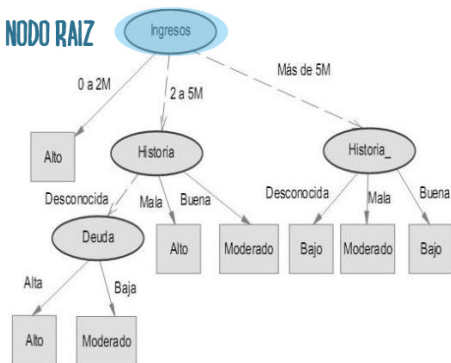 NODO RAIZ
Ingresos
0 a 2M
2 a 5M
Más de 5M
Alto
Historia
Historia_
Desconocida
Mala
Buena
Desconocida
Mala
Buena
Deuda
Alto
Moderado
Bajo
Moderado
Bajo
Alta
Baja
Alto
Moderado